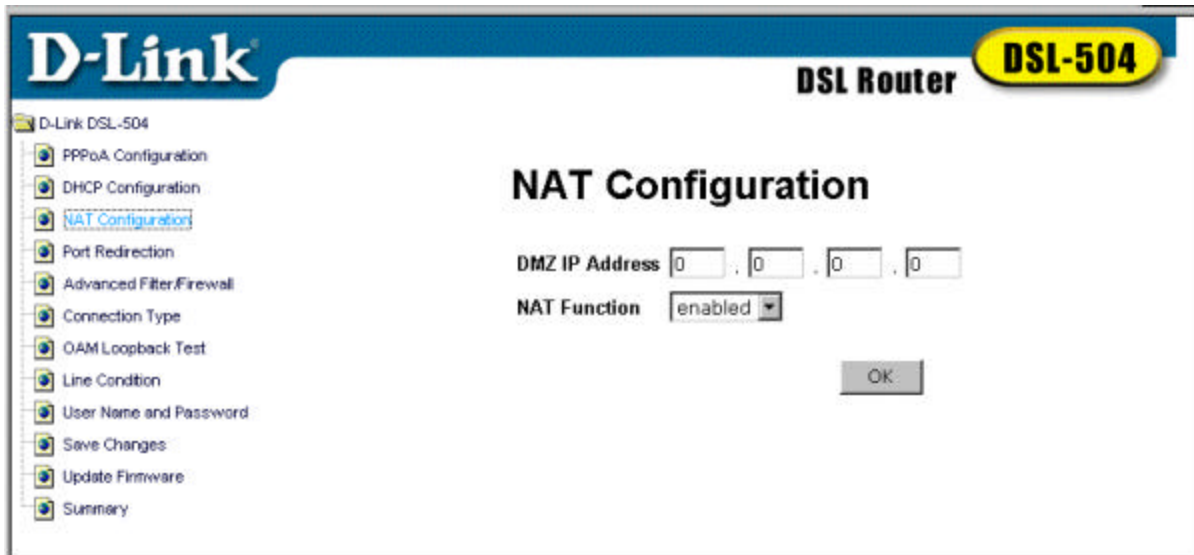 D-Link
DSL Router
DSL-504
D-Link DSL-504
PPPoA Configuration
DHCP Configuration
NAT Configuration
Port Redirection
Advanced Filter/Firewall
Connection Type
OAM Loopback Test
Line Condition
User Name and Password
Save Changes
Update Firmware
Summary
NAT Configuration
DMZ IP Address 0 . 0 . 0 . 0
NAT Function enabled
OK